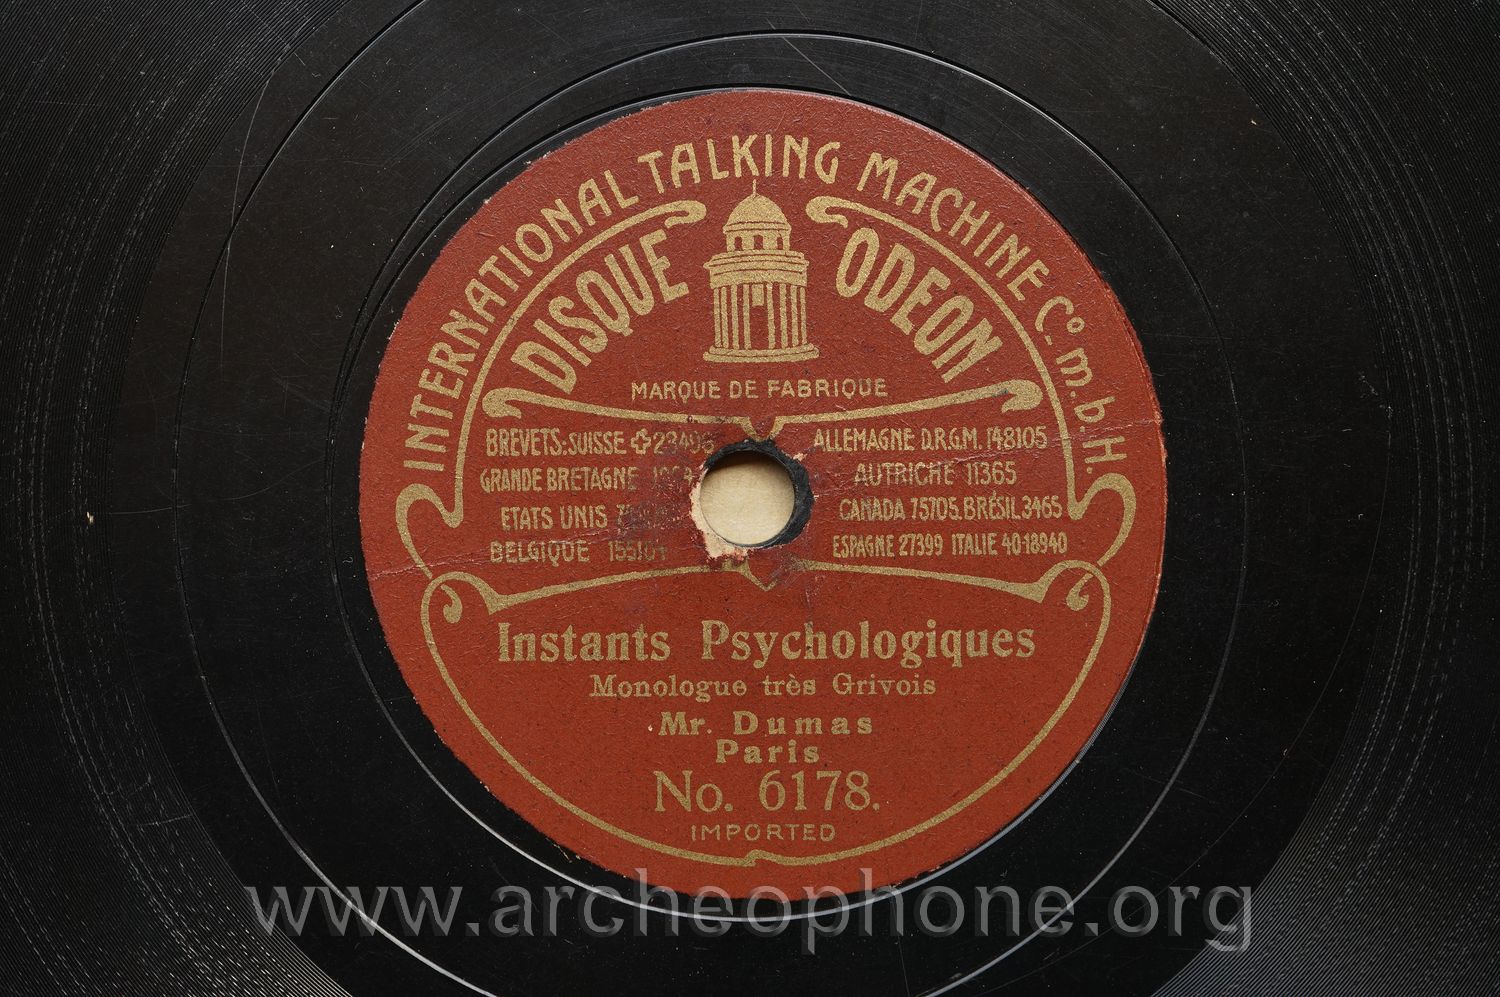 INTERNATIONAL TALKING MACHINE Co. m.b.H.
DISQUE ODEON
MARQUE DE FABRIQUE
BREVETS: SUISSE
GRANDE BRETAGNE
ETATS UNIS
BELGIQUE
ALLEMAGNE D.R.G.M. 148105
AUTRICHE 11365
CANADA 75705. BRÉSIL 3465
ESPAGNE 27399 ITALIE 40·18940
Instants Psychologiques
Monologue très Grivois
Mr. Dumas
Paris
No. 6178.
IMPORTED
www.archeophone.org